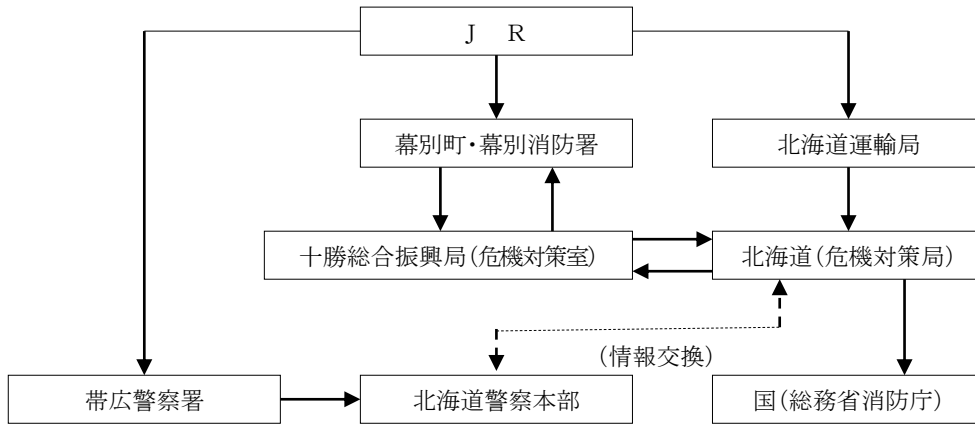 J R
幕別町・幕別消防署
北海道運輸局
十勝総合振興局(危機対策室)
北海道(危機対策局)
(情報交換)
帯広警察署
北海道警察本部
国(総務省消防庁)